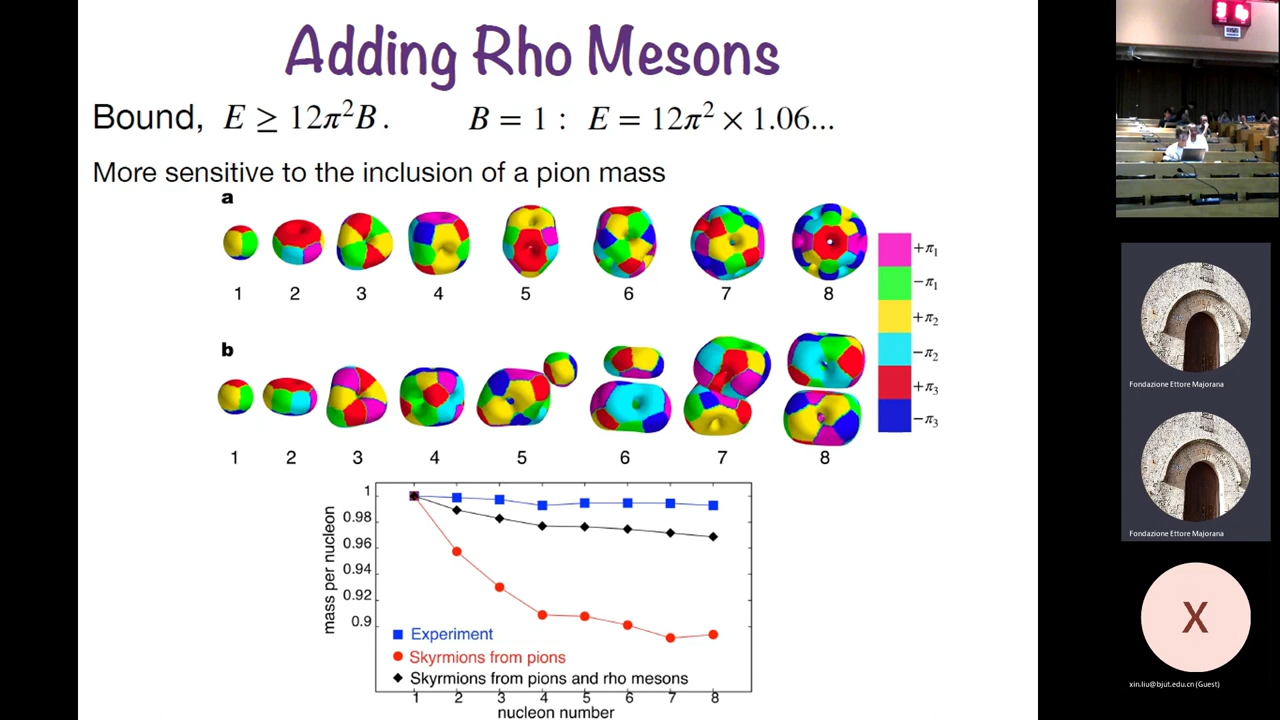 Adding Rho Mesons
Bound, E ≥ 12π²B. B = 1 : E = 12π² × 1.06...
More sensitive to the inclusion of a pion mass
a
1 2 3 4 5 6 7 8
b
1 2 3 4 5 6 7 8
+π₁
−π₁
+π₂
−π₂
+π₃
−π₃
mass per nucleon
1
0.98
0.96
0.94
0.92
0.9
Experiment
Skyrmions from pions
Skyrmions from pions and rho mesons
1 2 3 4 5 6 7 8
nucleon number
Fondazione Ettore Majorana
Fondazione Ettore Majorana
X
xin.liu@bjut.edu.cn (Guest)